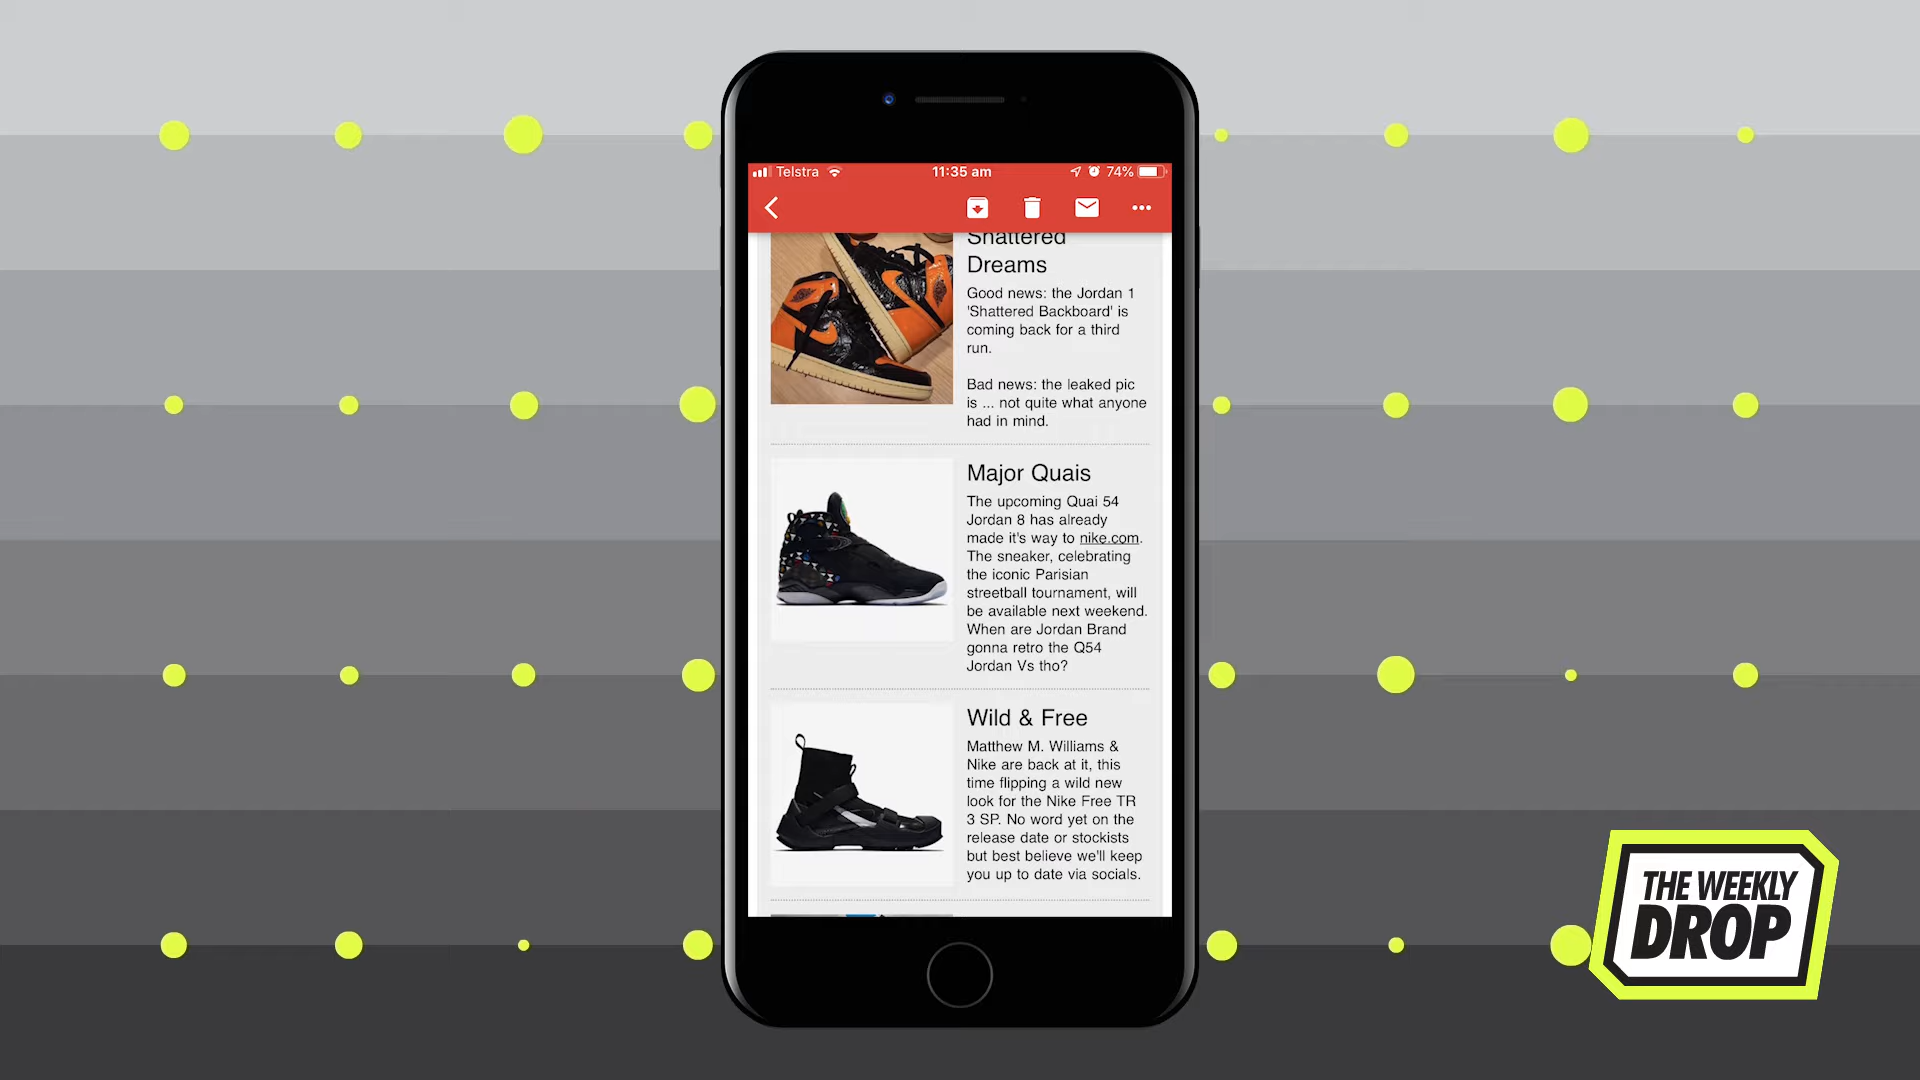 Telstra
11:35 am
74%
Shattered
Dreams
Good news: the Jordan 1
'Shattered Backboard' is
coming back for a third
run.
Bad news: the leaked pic
is ... not quite what anyone
had in mind.
Major Quais
The upcoming Quai 54
Jordan 8 has already
made it's way to nike.com.
The sneaker, celebrating
the iconic Parisian
streetball tournament, will
be available next weekend.
When are Jordan Brand
gonna retro the Q54
Jordan Vs tho?
Wild & Free
Matthew M. Williams &
Nike are back at it, this
time flipping a wild new
look for the Nike Free TR
3 SP. No word yet on the
release date or stockists
but best believe we'll keep
you up to date via socials.
THE WEEKLY
DROP